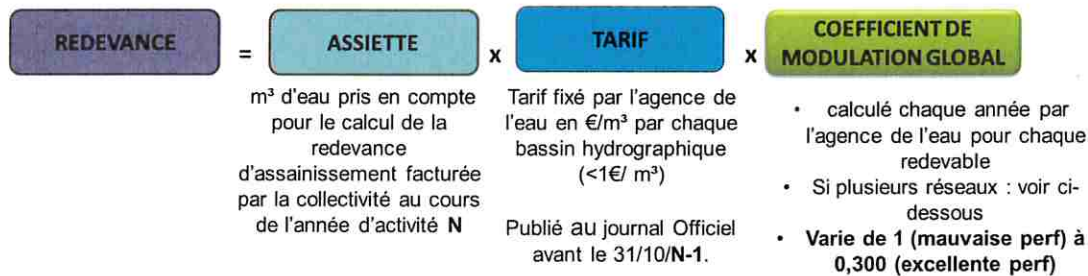 REDEVANCE
=
ASSIETTE
x
TARIF
x
COEFFICIENT DE
MODULATION GLOBAL
m³ d'eau pris en compte
pour le calcul de la
redevance
d'assainissement facturée
par la collectivité au cours
de l'année d'activité N
Tarif fixé par l'agence de
l'eau en €/m³ par chaque
bassin hydrographique
(<1€/ m³)
Publié au journal Officiel
avant le 31/10/N-1.
• calculé chaque année par
l'agence de l'eau pour chaque
redevable
• Si plusieurs réseaux : voir ci-
dessous
• Varie de 1 (mauvaise perf) à
0,300 (excellente perf)